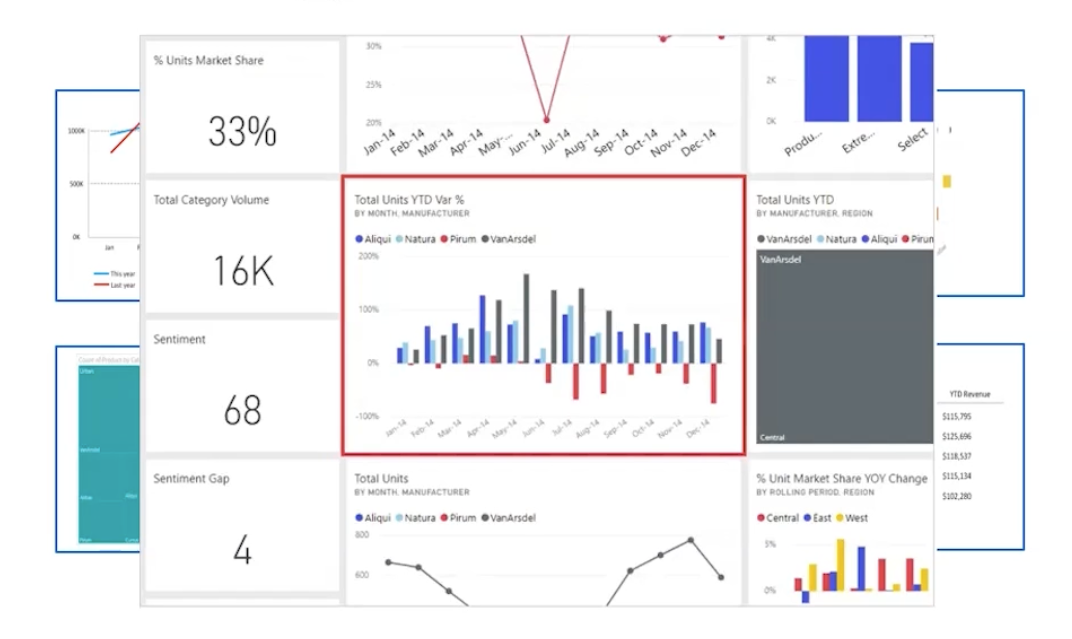 % Units Market Share
33%
Total Category Volume
16K
Sentiment
68
Sentiment Gap
4
30%
25%
20%
Jan-14 Feb-14 Mar-14 Apr-14 May-... Jun-14 Jul-14 Aug-14 Sep-14 Oct-14 Nov-14 Dec-14
Total Units YTD Var %
BY MONTH, MANUFACTURER
Aliqui Natura Pirum VanArsdel
200%
100%
0%
-100%
Jan-14 Feb-14 Mar-14 Apr-14 May-14 Jun-14 Jul-14 Aug-14 Sep-14 Oct-14 Nov-14 Dec-14
Total Units
BY MONTH, MANUFACTURER
Aliqui Natura Pirum VanArsdel
800
600
2K
0K
Produ... Extre... Select
Total Units YTD
BY MANUFACTURER, REGION
VanArsdel Natura Aliqui Pirum
VanArsdel
Central
% Unit Market Share YOY Change
BY ROLLING PERIOD, REGION
Central East West
5%
0%
1000K
500K
0K
Jan
This year
Last year
Count of Product by
Urban
YTD Revenue
$115,795
$125,696
$118,537
$115,134
$102,280